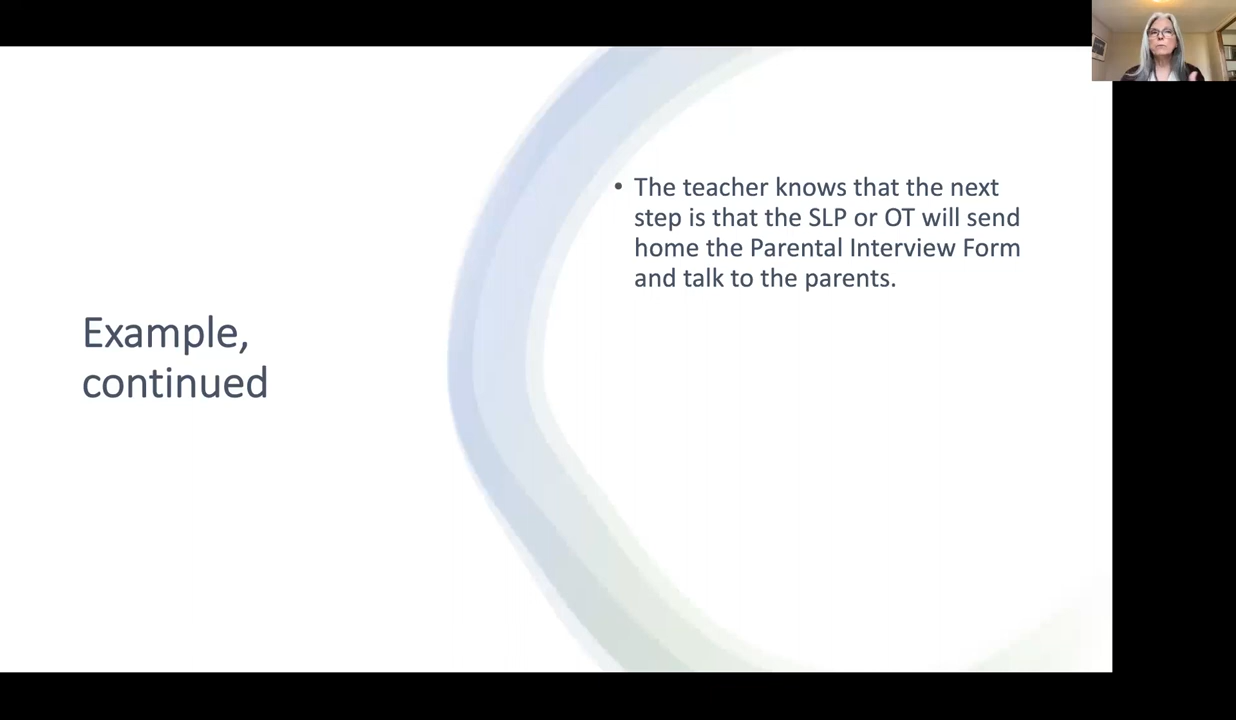 Example,
continued
• The teacher knows that the next
step is that the SLP or OT will send
home the Parental Interview Form
and talk to the parents.